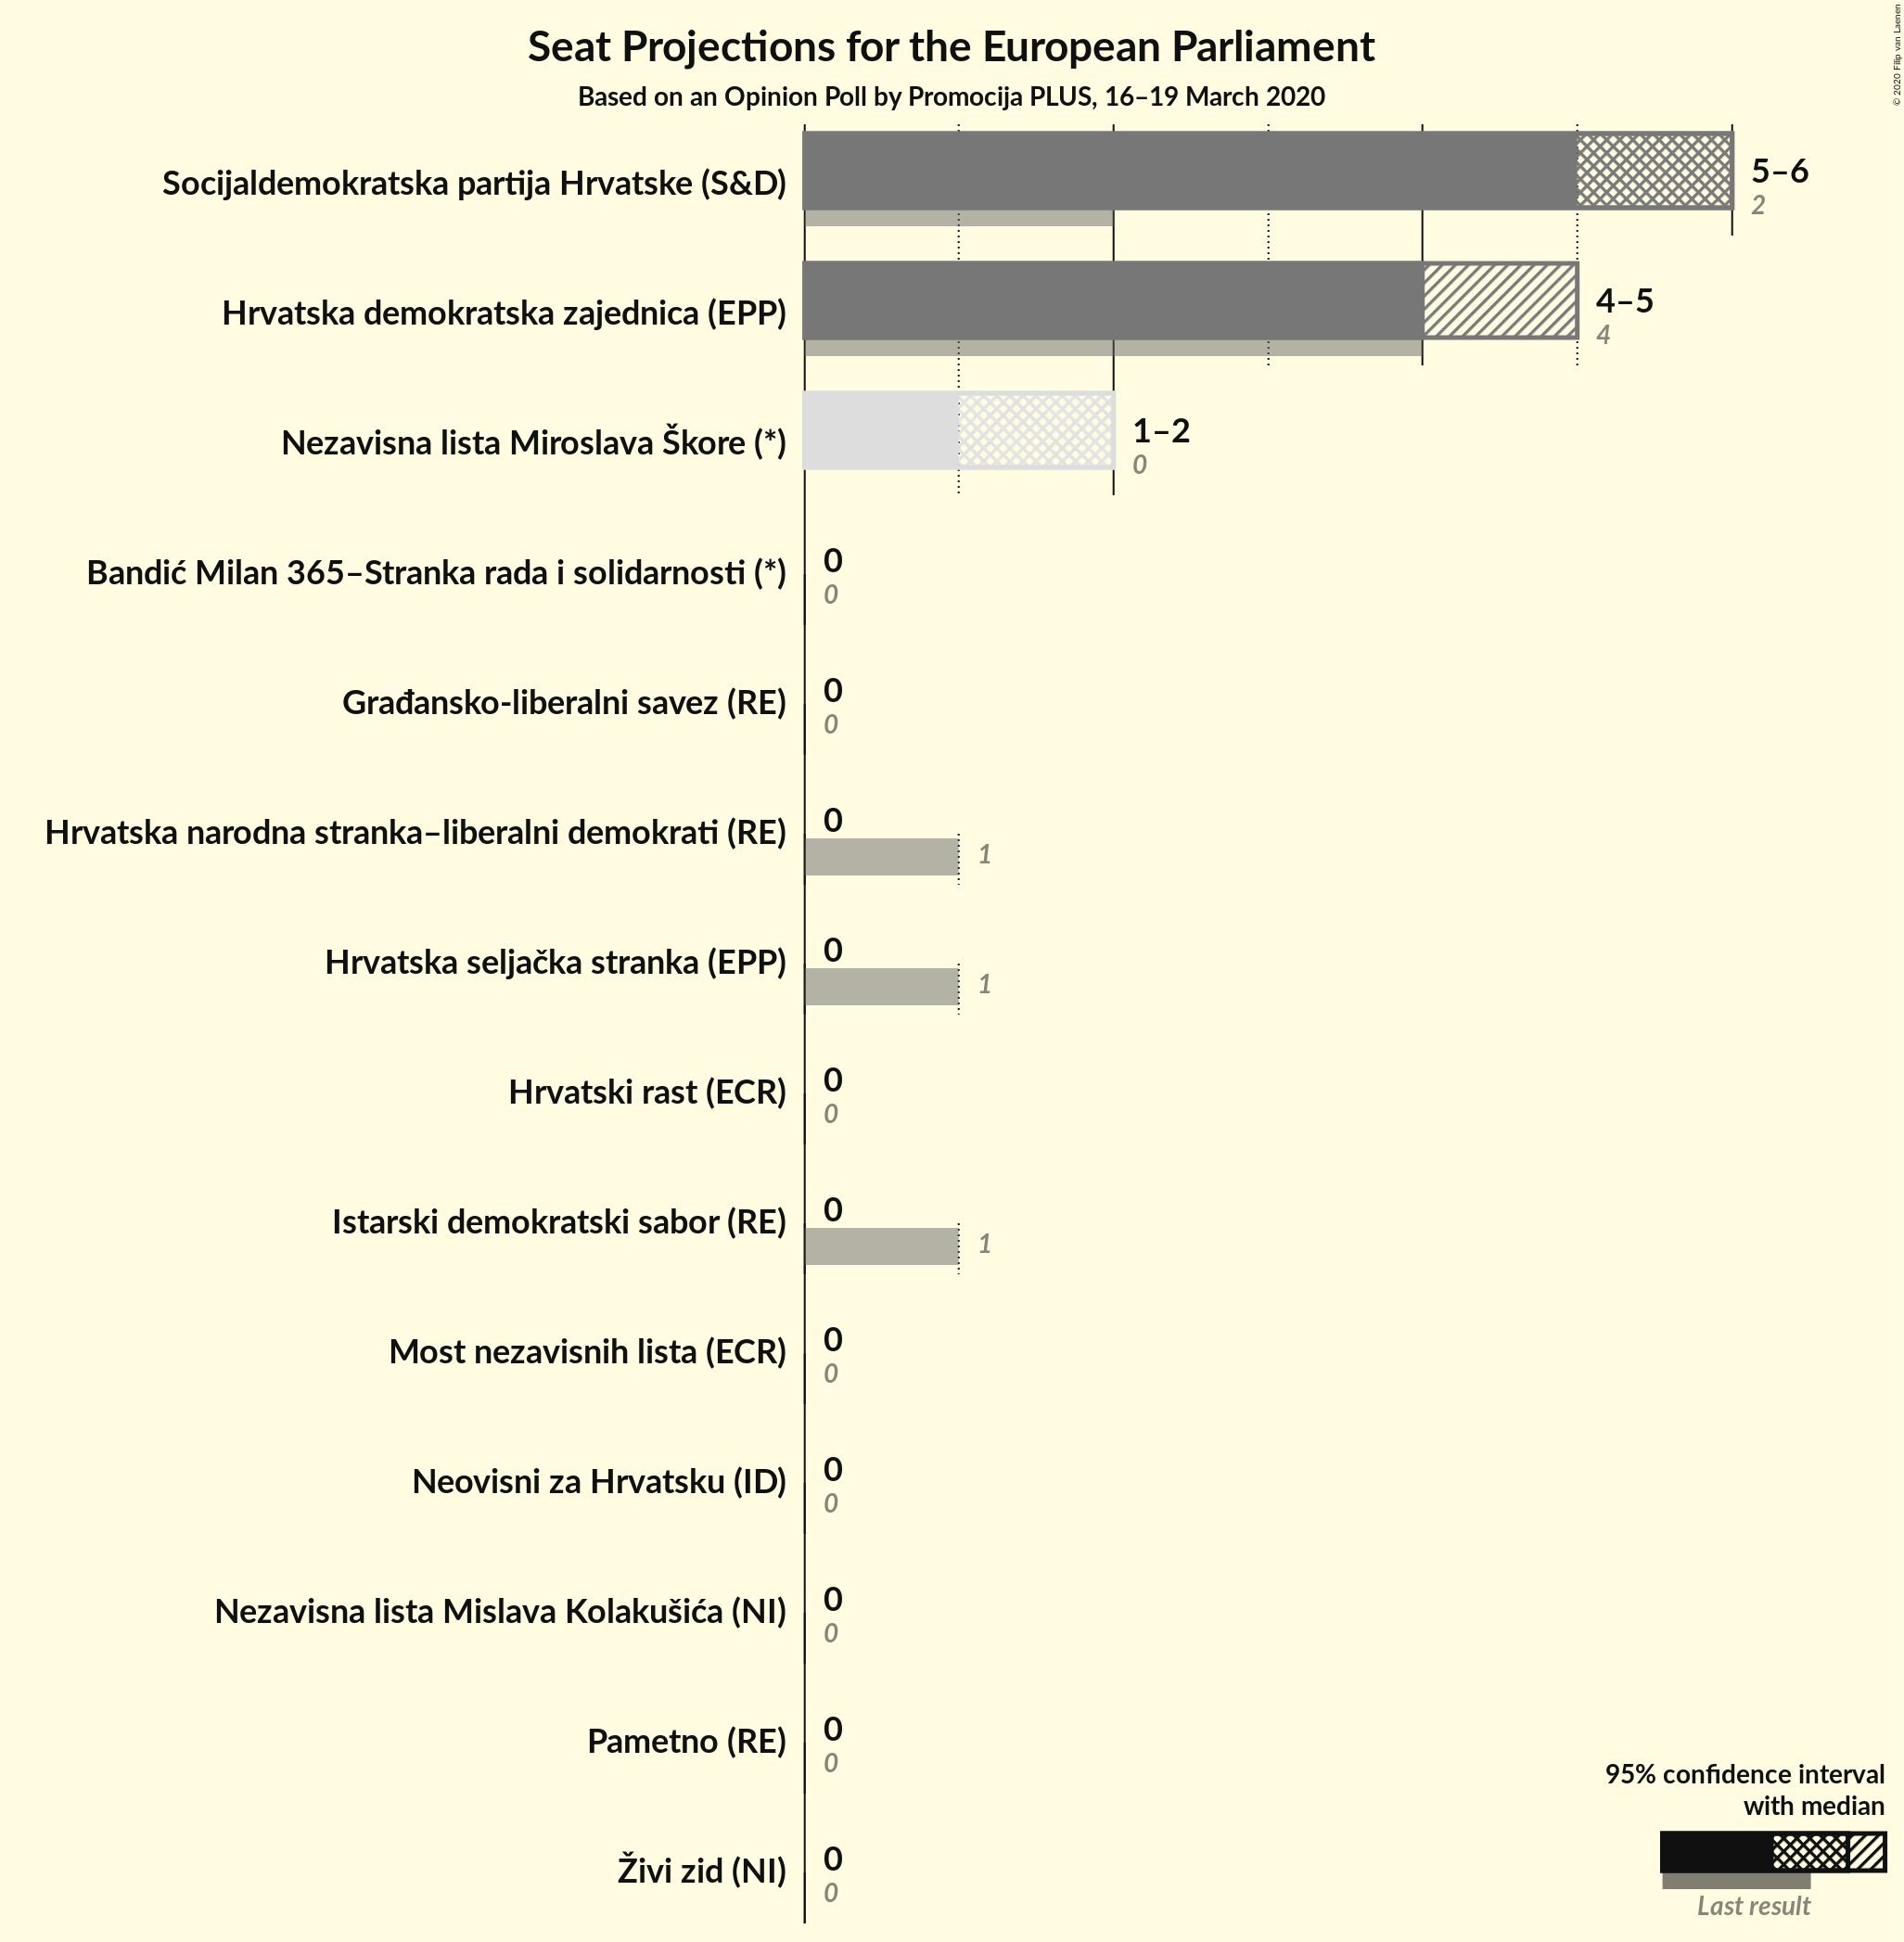 Seat Projections for the European Parliament
Based on an Opinion Poll by Promocija PLUS, 16–19 March 2020
© 2020 Filip van Laenen
Socijaldemokratska partija Hrvatske (S&D)
5–6
2
Hrvatska demokratska zajednica (EPP)
4–5
4
Nezavisna lista Miroslava Škore (*)
1–2
0
Bandić Milan 365–Stranka rada i solidarnosti (*)
0
0
Građansko-liberalni savez (RE)
0
0
Hrvatska narodna stranka–liberalni demokrati (RE)
0
1
Hrvatska seljačka stranka (EPP)
0
1
Hrvatski rast (ECR)
0
0
Istarski demokratski sabor (RE)
0
1
Most nezavisnih lista (ECR)
0
0
Neovisni za Hrvatsku (ID)
0
0
Nezavisna lista Mislava Kolakušića (NI)
0
0
Pametno (RE)
0
0
Živi zid (NI)
0
0
95% confidence interval
with median
Last result